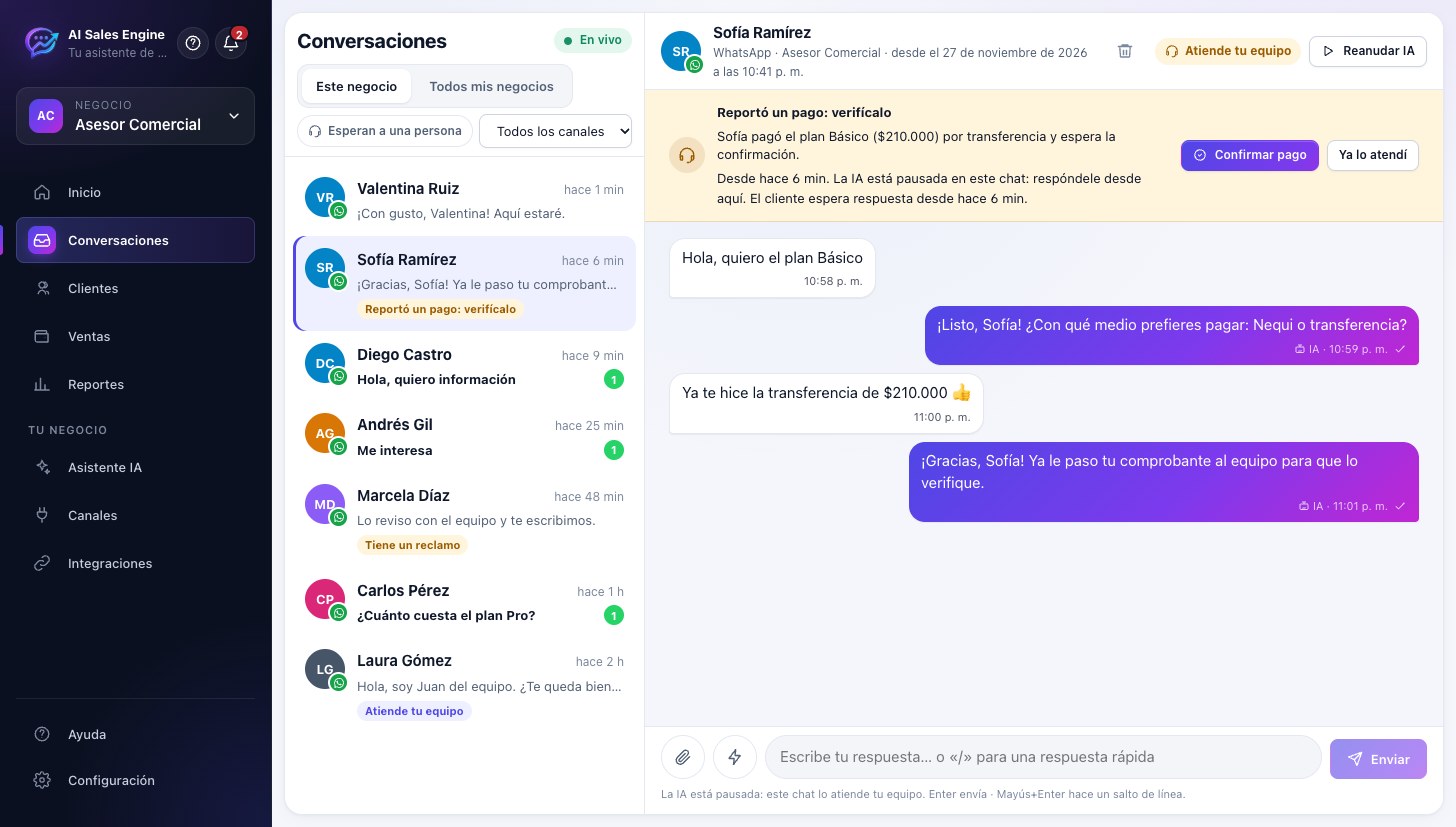 AI Sales Engine
Tu asistente de ...
2
AC
NEGOCIO
Asesor Comercial
Inicio
Conversaciones
Clientes
Ventas
Reportes
TU NEGOCIO
Asistente IA
Canales
Integraciones
Ayuda
Configuración
Conversaciones
En vivo
Este negocio
Todos mis negocios
Esperan a una persona
Todos los canales
VR
Valentina Ruiz
hace 1 min
¡Con gusto, Valentina! Aquí estaré.
SR
Sofía Ramírez
hace 6 min
¡Gracias, Sofía! Ya le paso tu comprobant...
Reportó un pago: verifícalo
DC
Diego Castro
hace 9 min
Hola, quiero información
1
AG
Andrés Gil
hace 25 min
Me interesa
1
MD
Marcela Díaz
hace 48 min
Lo reviso con el equipo y te escribimos.
Tiene un reclamo
CP
Carlos Pérez
hace 1 h
¿Cuánto cuesta el plan Pro?
1
LG
Laura Gómez
hace 2 h
Hola, soy Juan del equipo. ¿Te queda bien...
Atiende tu equipo
SR
Sofía Ramírez
WhatsApp · Asesor Comercial · desde el 27 de noviembre de 2026
a las 10:41 p. m.
Atiende tu equipo
Reanudar IA
Reportó un pago: verifícalo
Sofía pagó el plan Básico ($210.000) por transferencia y espera la
confirmación.
Desde hace 6 min. La IA está pausada en este chat: respóndele desde
aquí. El cliente espera respuesta desde hace 6 min.
Confirmar pago
Ya lo atendí
Hola, quiero el plan Básico
10:58 p. m.
¡Listo, Sofía! ¿Con qué medio prefieres pagar: Nequi o transferencia?
IA · 10:59 p. m.
Ya te hice la transferencia de $210.000 👍
11:00 p. m.
¡Gracias, Sofía! Ya le paso tu comprobante al equipo para que lo
verifique.
IA · 11:01 p. m.
Escribe tu respuesta... o «/» para una respuesta rápida
Enviar
La IA está pausada: este chat lo atiende tu equipo. Enter envía · Mayús+Enter hace un salto de línea.